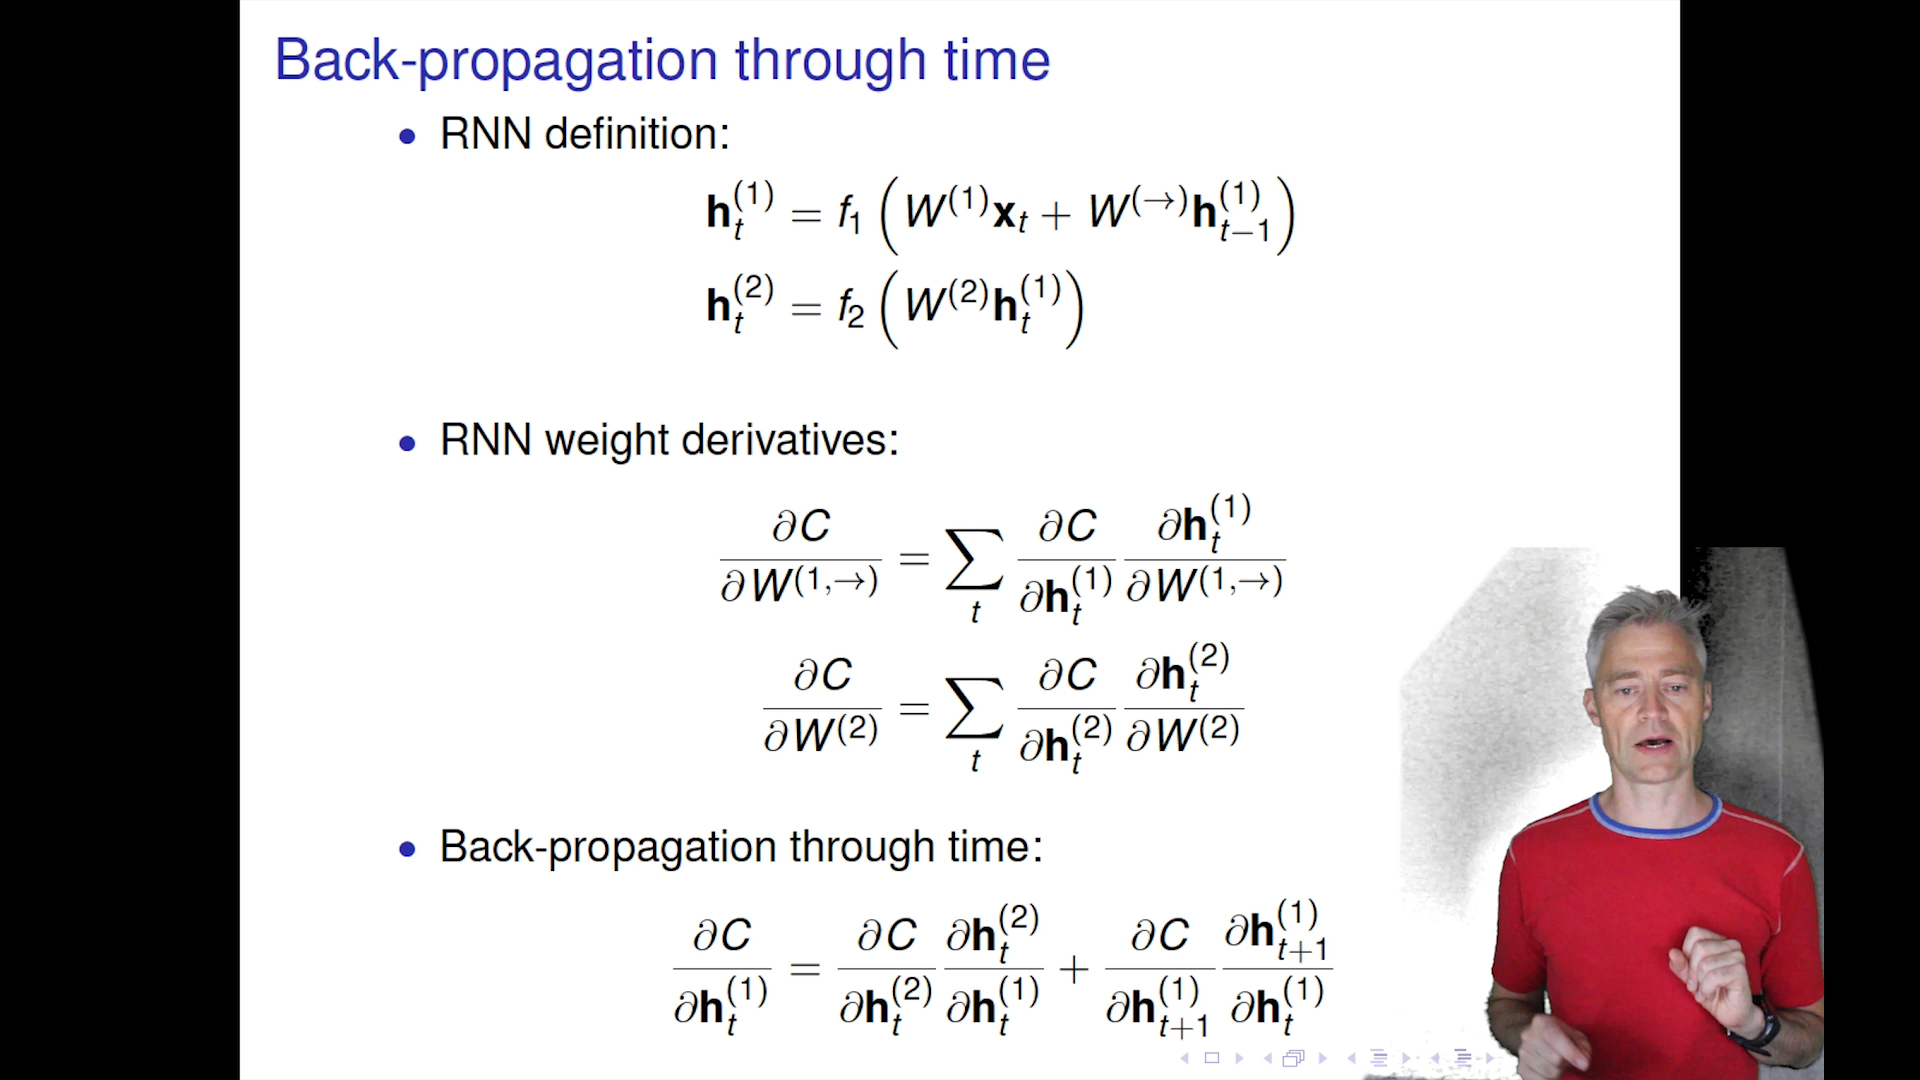 Back-propagation through time
• RNN definition:
h_t^(1) = f_1 ( W^(1) x_t + W^(→) h_{t−1}^(1) )
h_t^(2) = f_2 ( W^(2) h_t^(1) )
• RNN weight derivatives:
∂C / ∂W^(1,→) = ∑_t ∂C / ∂h_t^(1) ∂h_t^(1) / ∂W^(1,→)
∂C / ∂W^(2) = ∑_t ∂C / ∂h_t^(2) ∂h_t^(2) / ∂W^(2)
• Back-propagation through time:
∂C / ∂h_t^(1) = ∂C / ∂h_t^(2) ∂h_t^(2) / ∂h_t^(1) + ∂C / ∂h_{t+1}^(1) ∂h_{t+1}^(1) / ∂h_t^(1)